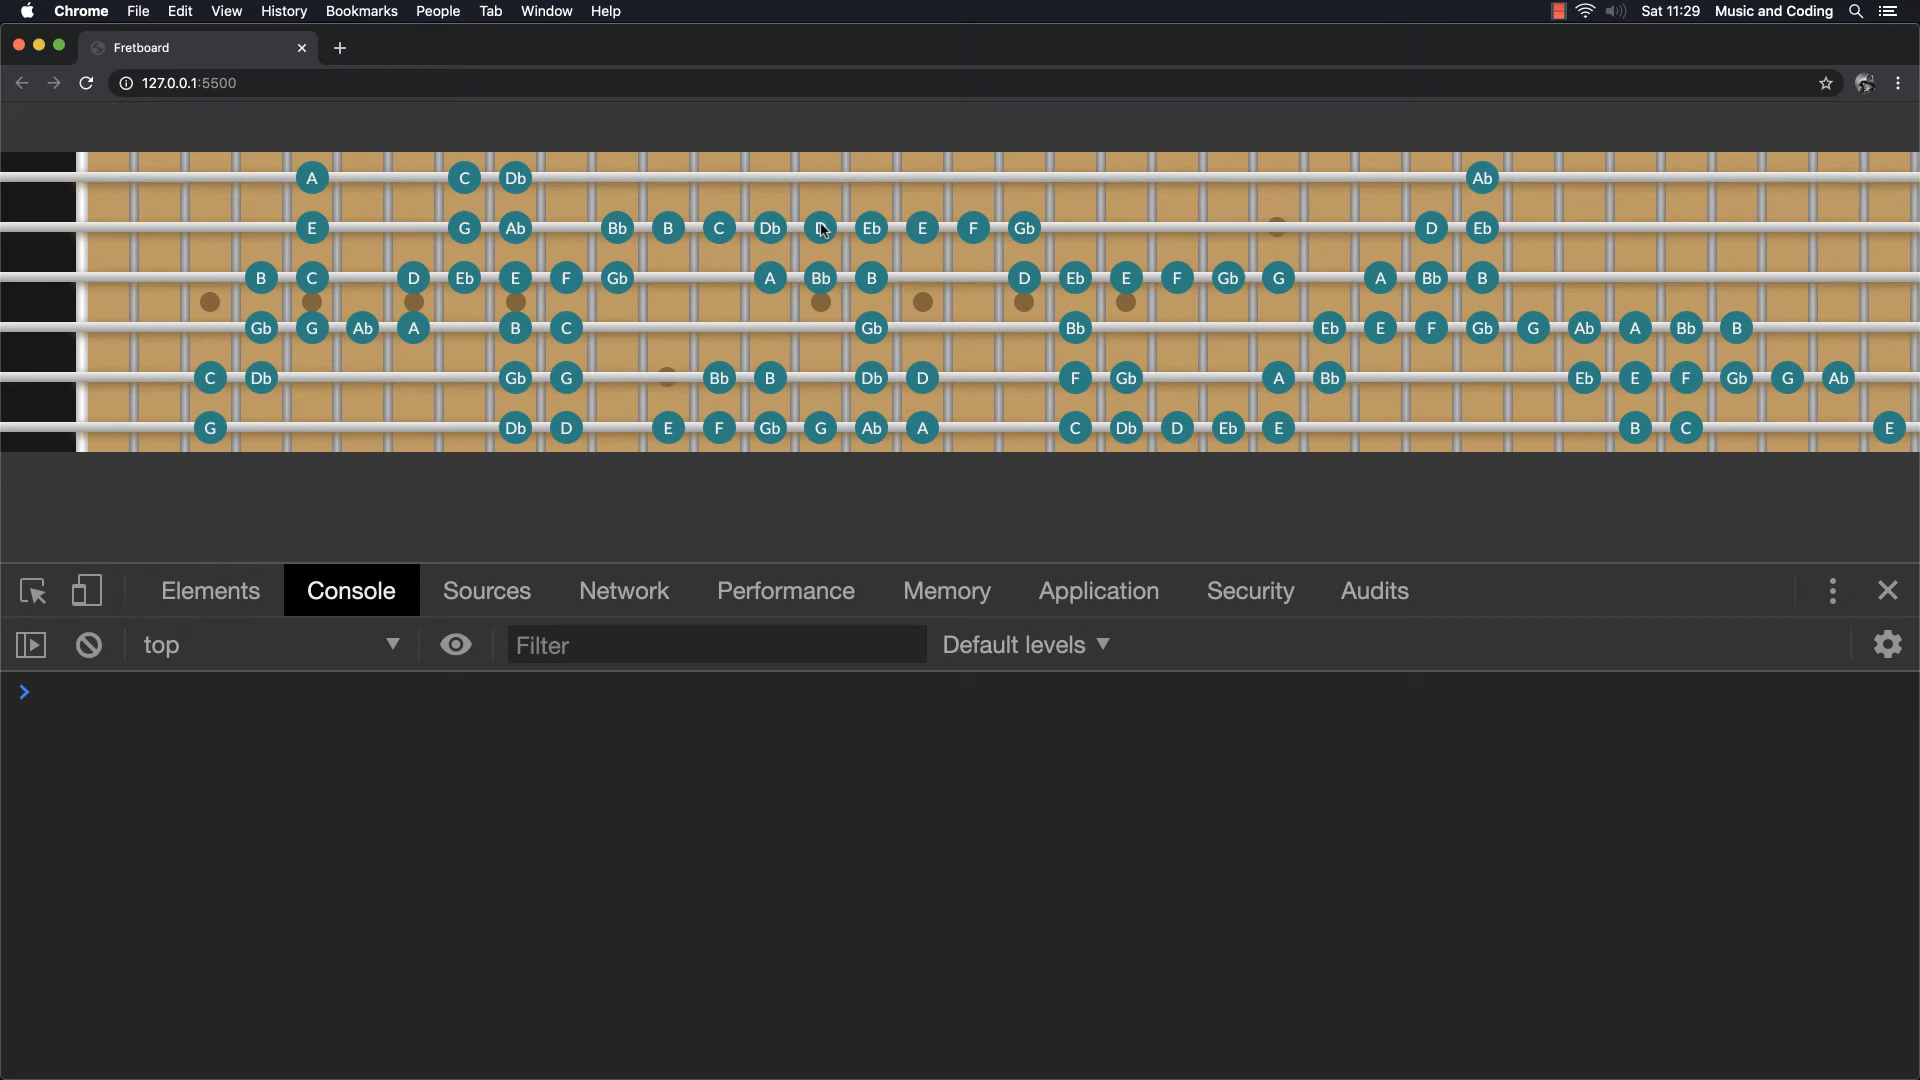 Chrome File Edit View History Bookmarks People Tab Window Help Sat 11:29 Music and Coding
Fretboard
127.0.0.1:5500
A C Db Ab
E G Ab Bb B C Db D Eb E F Gb D Eb
B C D Eb E F Gb A Bb B D Eb E F Gb G A Bb B
Gb G Ab A B C Gb Bb Eb E F Gb G Ab A Bb B
C Db Gb G Bb B Db D F Gb A Bb Eb E F Gb G Ab
G Db D E F Gb G Ab A C Db D Eb E B C E
Elements Console Sources Network Performance Memory Application Security Audits
top Filter Default levels